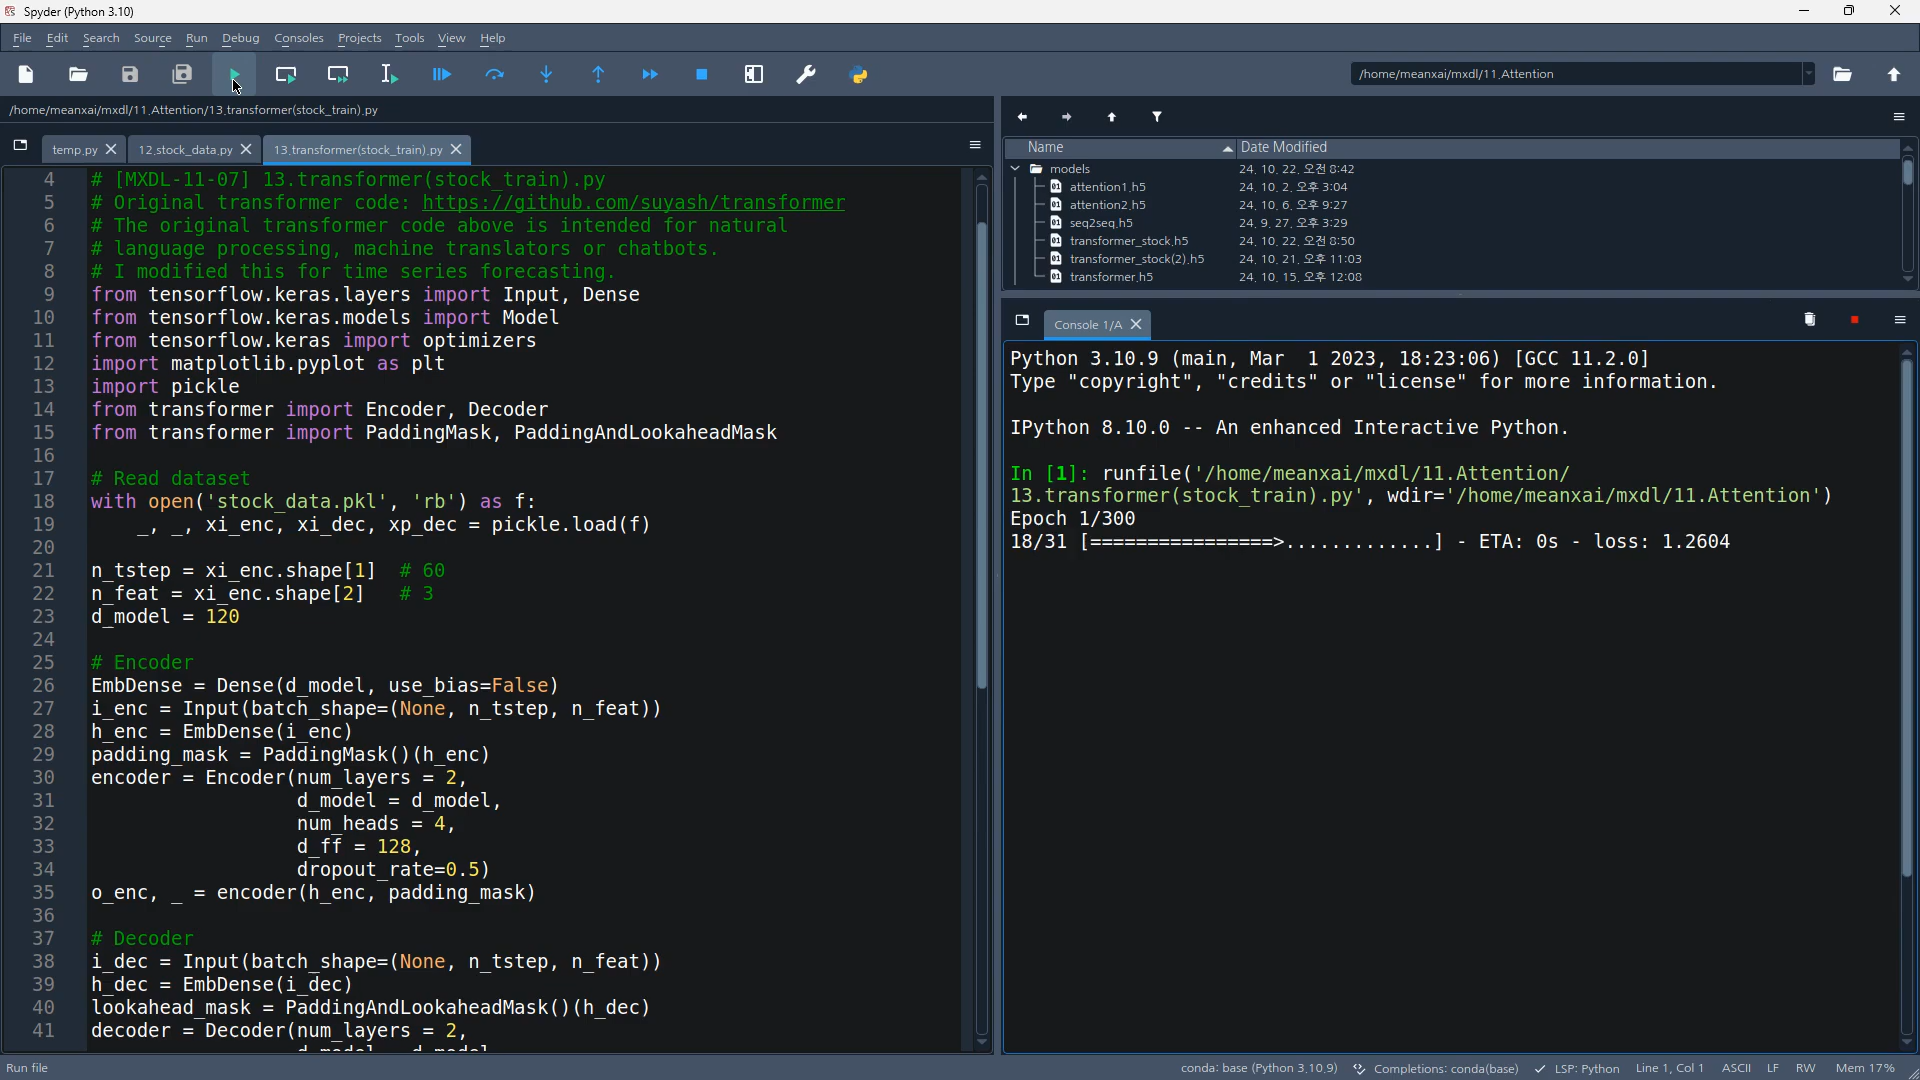 Spyder (Python 3.10)
File Edit Search Source Run Debug Consoles Projects Tools View Help
/home/meanxai/mxdl/11.Attention
/home/meanxai/mxdl/11.Attention/13.transformer(stock_train).py
temp.py
12.stock_data.py
13.transformer(stock_train).py
4 # [MXDL-11-07] 13.transformer(stock_train).py
5 # Original transformer code: https://github.com/suyash/transformer
6 # The original transformer code above is intended for natural
7 # language processing, machine translators or chatbots.
8 # I modified this for time series forecasting.
9 from tensorflow.keras.layers import Input, Dense
10 from tensorflow.keras.models import Model
11 from tensorflow.keras import optimizers
12 import matplotlib.pyplot as plt
13 import pickle
14 from transformer import Encoder, Decoder
15 from transformer import PaddingMask, PaddingAndLookaheadMask
16
17 # Read dataset
18 with open('stock_data.pkl', 'rb') as f:
19     _, _, xi_enc, xi_dec, xp_dec = pickle.load(f)
20
21 n_tstep = xi_enc.shape[1]  # 60
22 n_feat = xi_enc.shape[2]   # 3
23 d_model = 120
24
25 # Encoder
26 EmbDense = Dense(d_model, use_bias=False)
27 i_enc = Input(batch_shape=(None, n_tstep, n_feat))
28 h_enc = EmbDense(i_enc)
29 padding_mask = PaddingMask()(h_enc)
30 encoder = Encoder(num_layers = 2,
31                   d_model = d_model,
32                   num_heads = 4,
33                   d_ff = 128,
34                   dropout_rate=0.5)
35 o_enc, _ = encoder(h_enc, padding_mask)
36
37 # Decoder
38 i_dec = Input(batch_shape=(None, n_tstep, n_feat))
39 h_dec = EmbDense(i_dec)
40 lookahead_mask = PaddingAndLookaheadMask()(h_dec)
41 decoder = Decoder(num_layers = 2,
Name Date Modified
models 24. 10. 22. 오전 8:42
attention1.h5 24. 10. 2. 오후 3:04
attention2.h5 24. 10. 6. 오후 9:27
seq2seq.h5 24. 9. 27. 오후 3:29
transformer_stock.h5 24. 10. 22. 오전 8:50
transformer_stock(2).h5 24. 10. 21. 오후 11:03
transformer.h5 24. 10. 15. 오후 12:08
Console 1/A
Python 3.10.9 (main, Mar  1 2023, 18:23:06) [GCC 11.2.0]
Type "copyright", "credits" or "license" for more information.
IPython 8.10.0 -- An enhanced Interactive Python.
In [1]: runfile('/home/meanxai/mxdl/11.Attention/
13.transformer(stock_train).py', wdir='/home/meanxai/mxdl/11.Attention')
Epoch 1/300
18/31 [================>.............] - ETA: 0s - loss: 1.2604
Run file
conda: base (Python 3.10.9) Completions: conda(base) LSP: Python Line 1, Col 1 ASCII LF RW Mem 17%